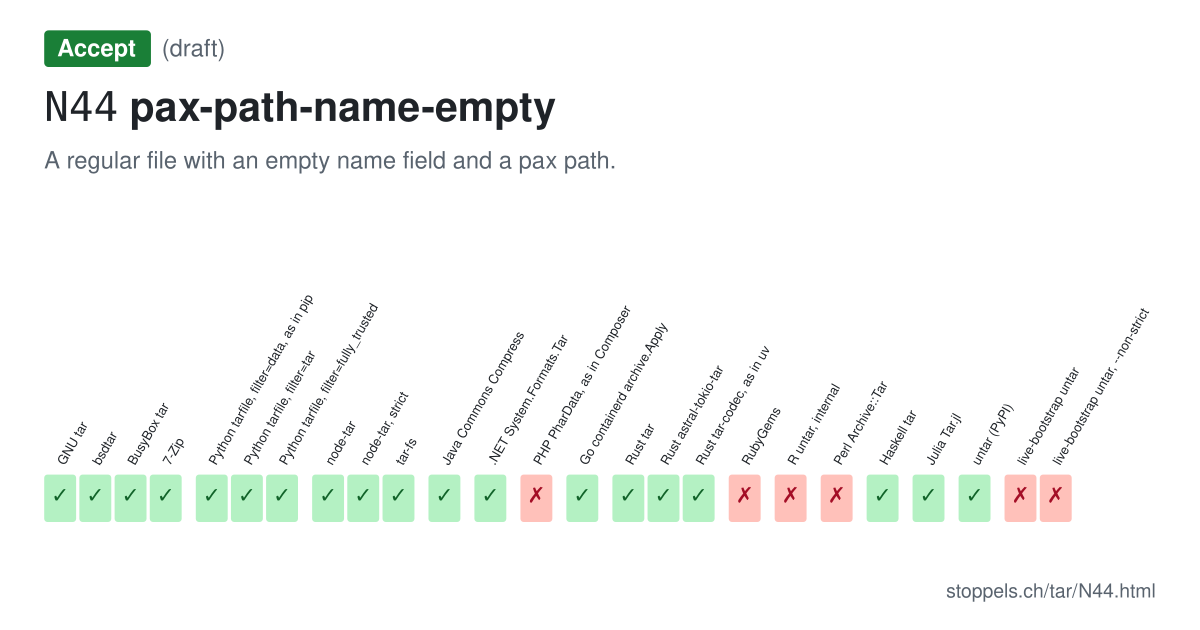 Accept (draft)
N44 pax-path-name-empty
A regular file with an empty name field and a pax path.
GNU tar
bsdtar
BusyBox tar
7-Zip
Python tarfile, filter=data, as in pip
Python tarfile, filter=tar
Python tarfile, filter=fully_trusted
node-tar
node-tar, strict
tar-fs
Java Commons Compress
.NET System.Formats.Tar
PHP PharData, as in Composer
Go containerd archive.Apply
Rust tar
Rust astral-tokio-tar
Rust tar-codec, as in uv
RubyGems
R untar, internal
Perl Archive::Tar
Haskell tar
Julia Tar.jl
untar (PyPI)
live-bootstrap untar
live-bootstrap untar, --non-strict
✓ ✓ ✓ ✓ ✓ ✓ ✓ ✓ ✓ ✓ ✓ ✓ ✗ ✓ ✓ ✓ ✓ ✗ ✗ ✗ ✓ ✓ ✓ ✗ ✗
stoppels.ch/tar/N44.html